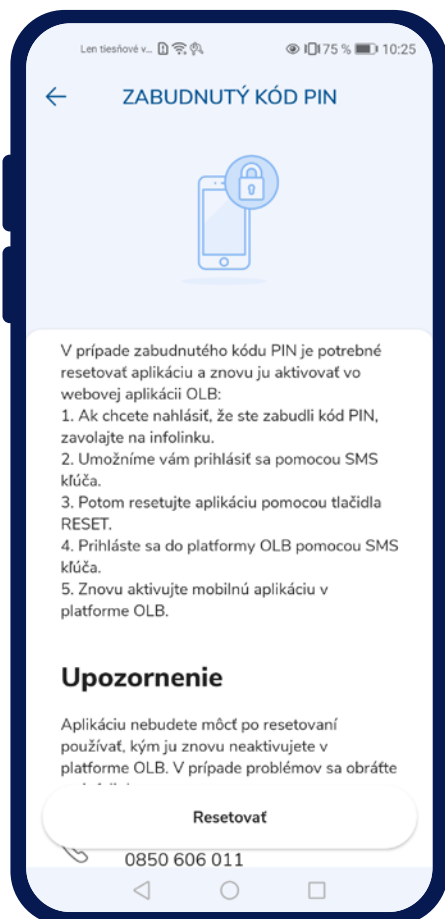 Len tiesňové v... 75 % 10:25
ZABUDNUTÝ KÓD PIN
V prípade zabudnutého kódu PIN je potrebné
resetovať aplikáciu a znovu ju aktivovať vo
webovej aplikácii OLB:
1. Ak chcete nahlásiť, že ste zabudli kód PIN,
zavolajte na infolinku.
2. Umožníme vám prihlásiť sa pomocou SMS
kľúča.
3. Potom resetujte aplikáciu pomocou tlačidla
RESET.
4. Prihláste sa do platformy OLB pomocou SMS
kľúča.
5. Znovu aktivujte mobilnú aplikáciu v
platforme OLB.
Upozornenie
Aplikáciu nebudete môcť po resetovaní
používať, kým ju znovu neaktivujete v
platforme OLB. V prípade problémov sa obráťte
Resetovať
0850 606 011